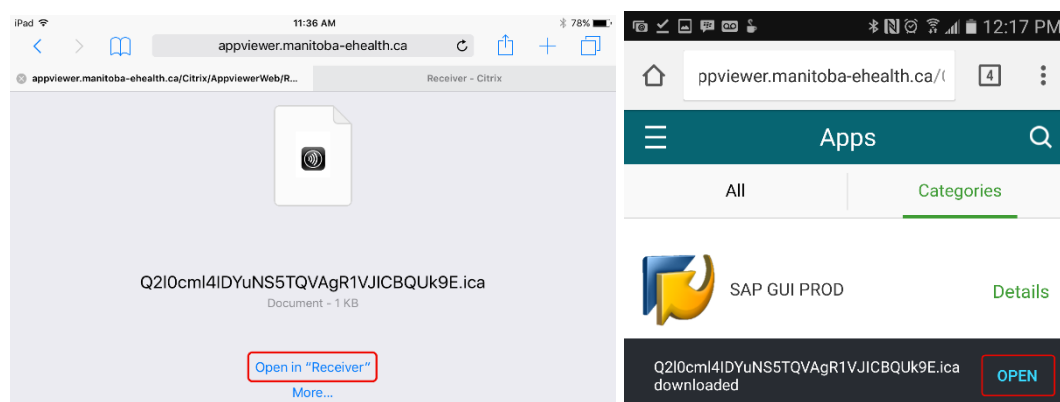 iPad 11:36 AM 78%
appviewer.manitoba-ehealth.ca
appviewer.manitoba-ehealth.ca/Citrix/AppviewerWeb/R... Receiver - Citrix
Q2l0cml4IDYuNS5TQVAgR1VJICBQUk9E.ica
Document - 1 KB
Open in “Receiver”
More...
12:17 PM
ppviewer.manitoba-ehealth.ca/( 4
Apps
All Categories
SAP GUI PROD Details
Q2l0cml4IDYuNS5TQVAgR1VJICBQUk9E.ica
downloaded OPEN